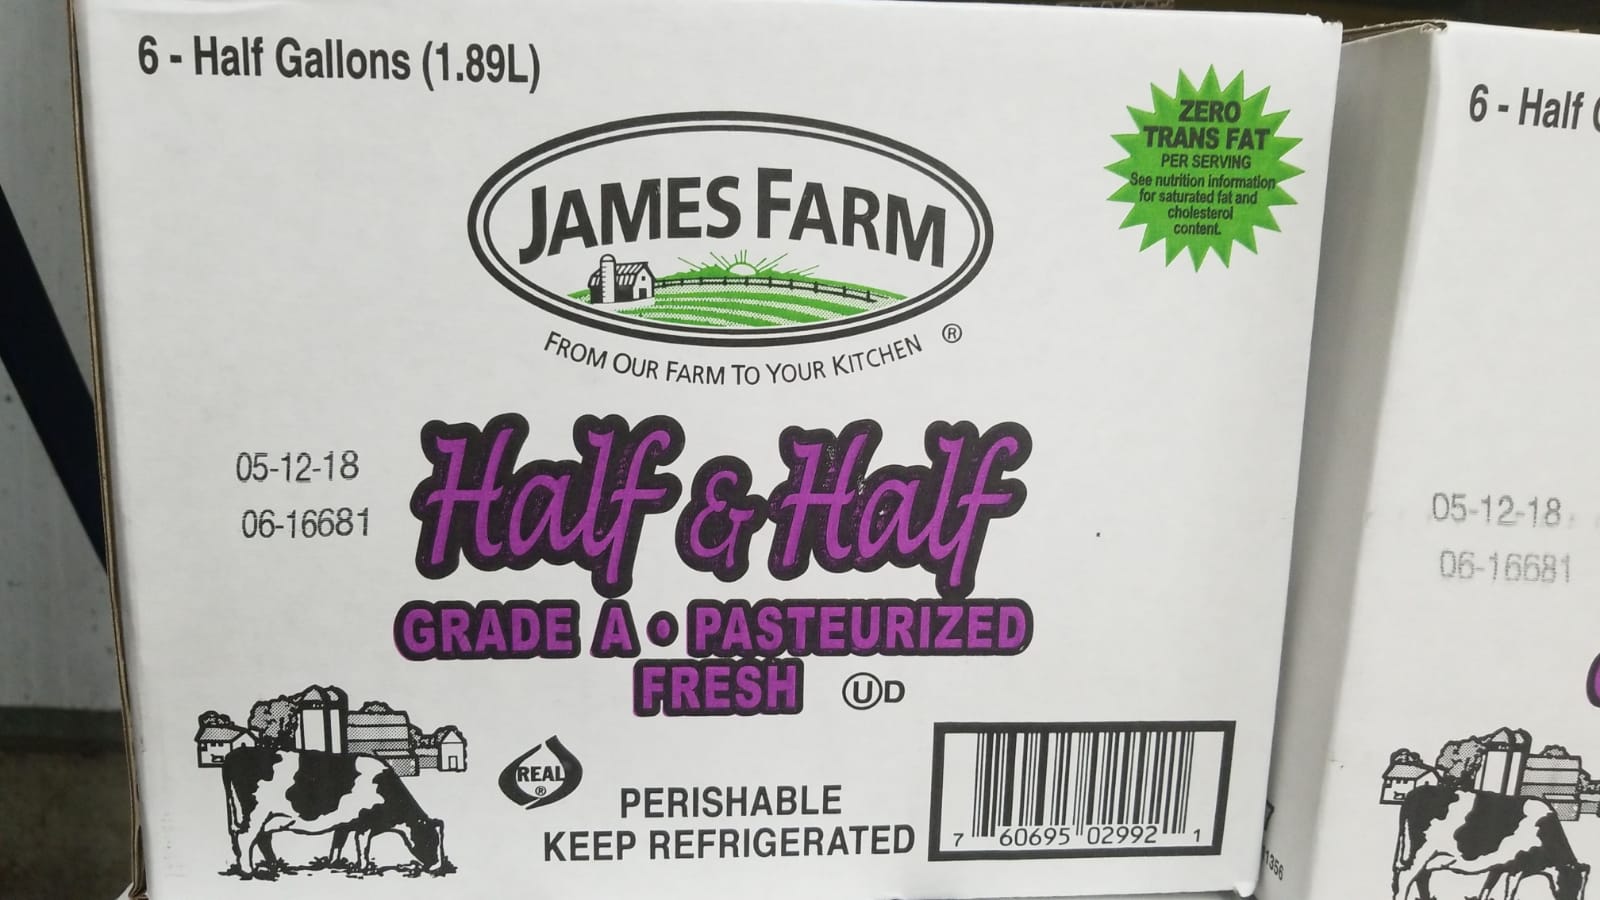 6 - Half Gallons (1.89L)
JAMES FARM
FROM OUR FARM TO YOUR KITCHEN ®
ZERO
TRANS FAT
PER SERVING
See nutrition information
for saturated fat and
cholesterol
content.
05-12-18
06-16681
Half & Half
GRADE A • PASTEURIZED
FRESH UD
REAL
®
PERISHABLE
KEEP REFRIGERATED
7 60695 02992 1
6 - Half
05-12-18
06-16681